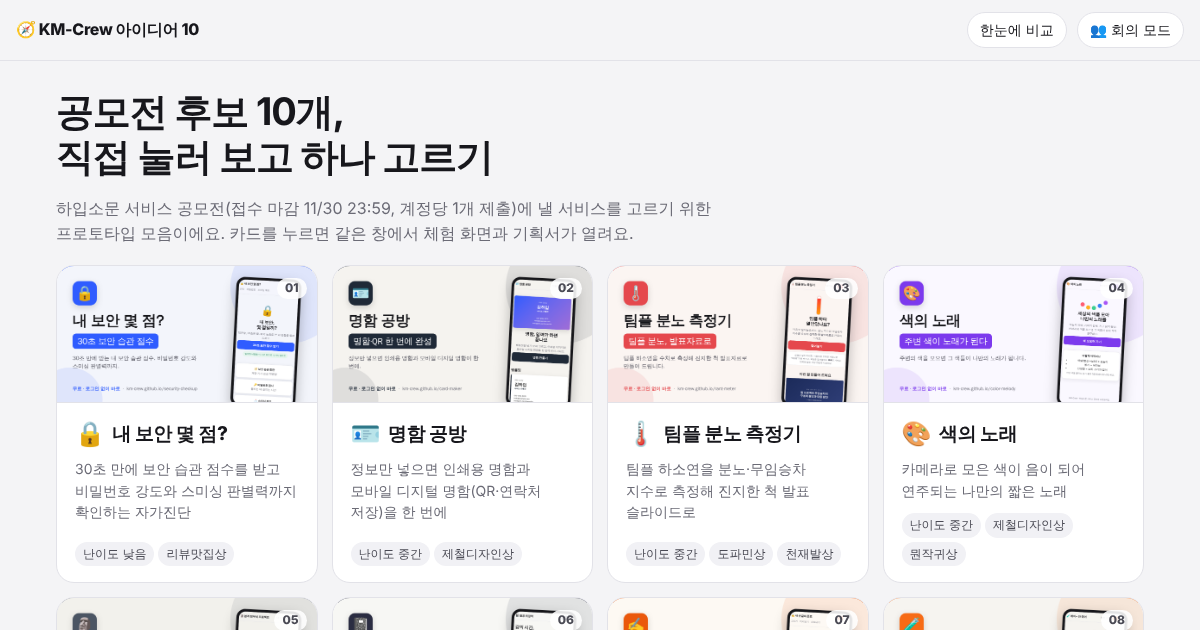 🧭 KM-Crew 아이디어 10
한눈에 비교
👥 회의 모드
공모전 후보 10개,
직접 눌러 보고 하나 고르기
하입소문 서비스 공모전(접수 마감 11/30 23:59, 계정당 1개 제출)에 낼 서비스를 고르기 위한
프로토타입 모음이에요. 카드를 누르면 같은 창에서 체험 화면과 기획서가 열려요.
01
내 보안 몇 점?
30초 보안 습관 점수
🔒 내 보안 몇 점?
30초 만에 보안 습관 점수를 받고
비밀번호 강도와 스미싱 판별력까지
확인하는 자가진단
난이도 낮음
리뷰맛집상
02
명함 공방
명함·QR 한 번에 완성
🪪 명함 공방
정보만 넣으면 인쇄용 명함과
모바일 디지털 명함(QR·연락처
저장)을 한 번에
난이도 중간
제철디자인상
03
팀플 분노 측정기
팀플 분노, 발표자료로
🌡️ 팀플 분노 측정기
팀플 하소연을 분노·무임승차
지수로 측정해 진지한 척 발표
슬라이드로
난이도 중간
도파민상
천재발상
04
색의 노래
주변 색이 노래가 된다
🎨 색의 노래
카메라로 모은 색이 음이 되어
연주되는 나만의 짧은 노래
난이도 중간
제철디자인상
원작귀상
05
06
07
08